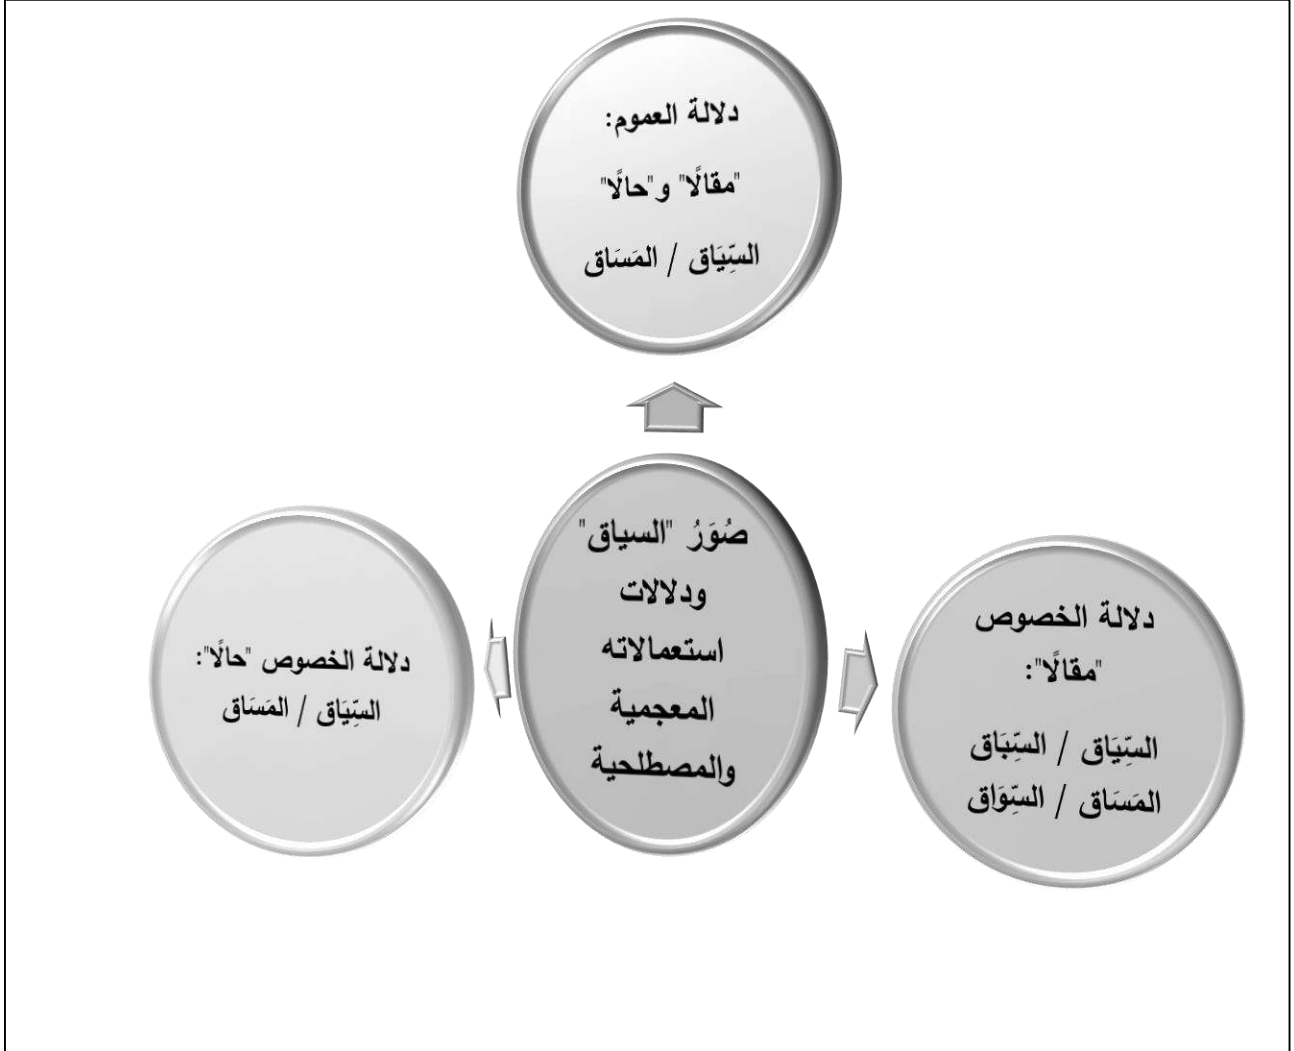 دلالة العموم:
"مقالًا" و"حالًا"
السِّيَاق / المَسَاق
صُوَرُ "السياق"
ودلالات
استعمالاته
المعجمية
والمصطلحية
دلالة الخصوص
"مقالًا":
السِّيَاق / السِّبَاق
المَسَاق / السِّوَاق
دلالة الخصوص "حالًا":
السِّيَاق / المَسَاق